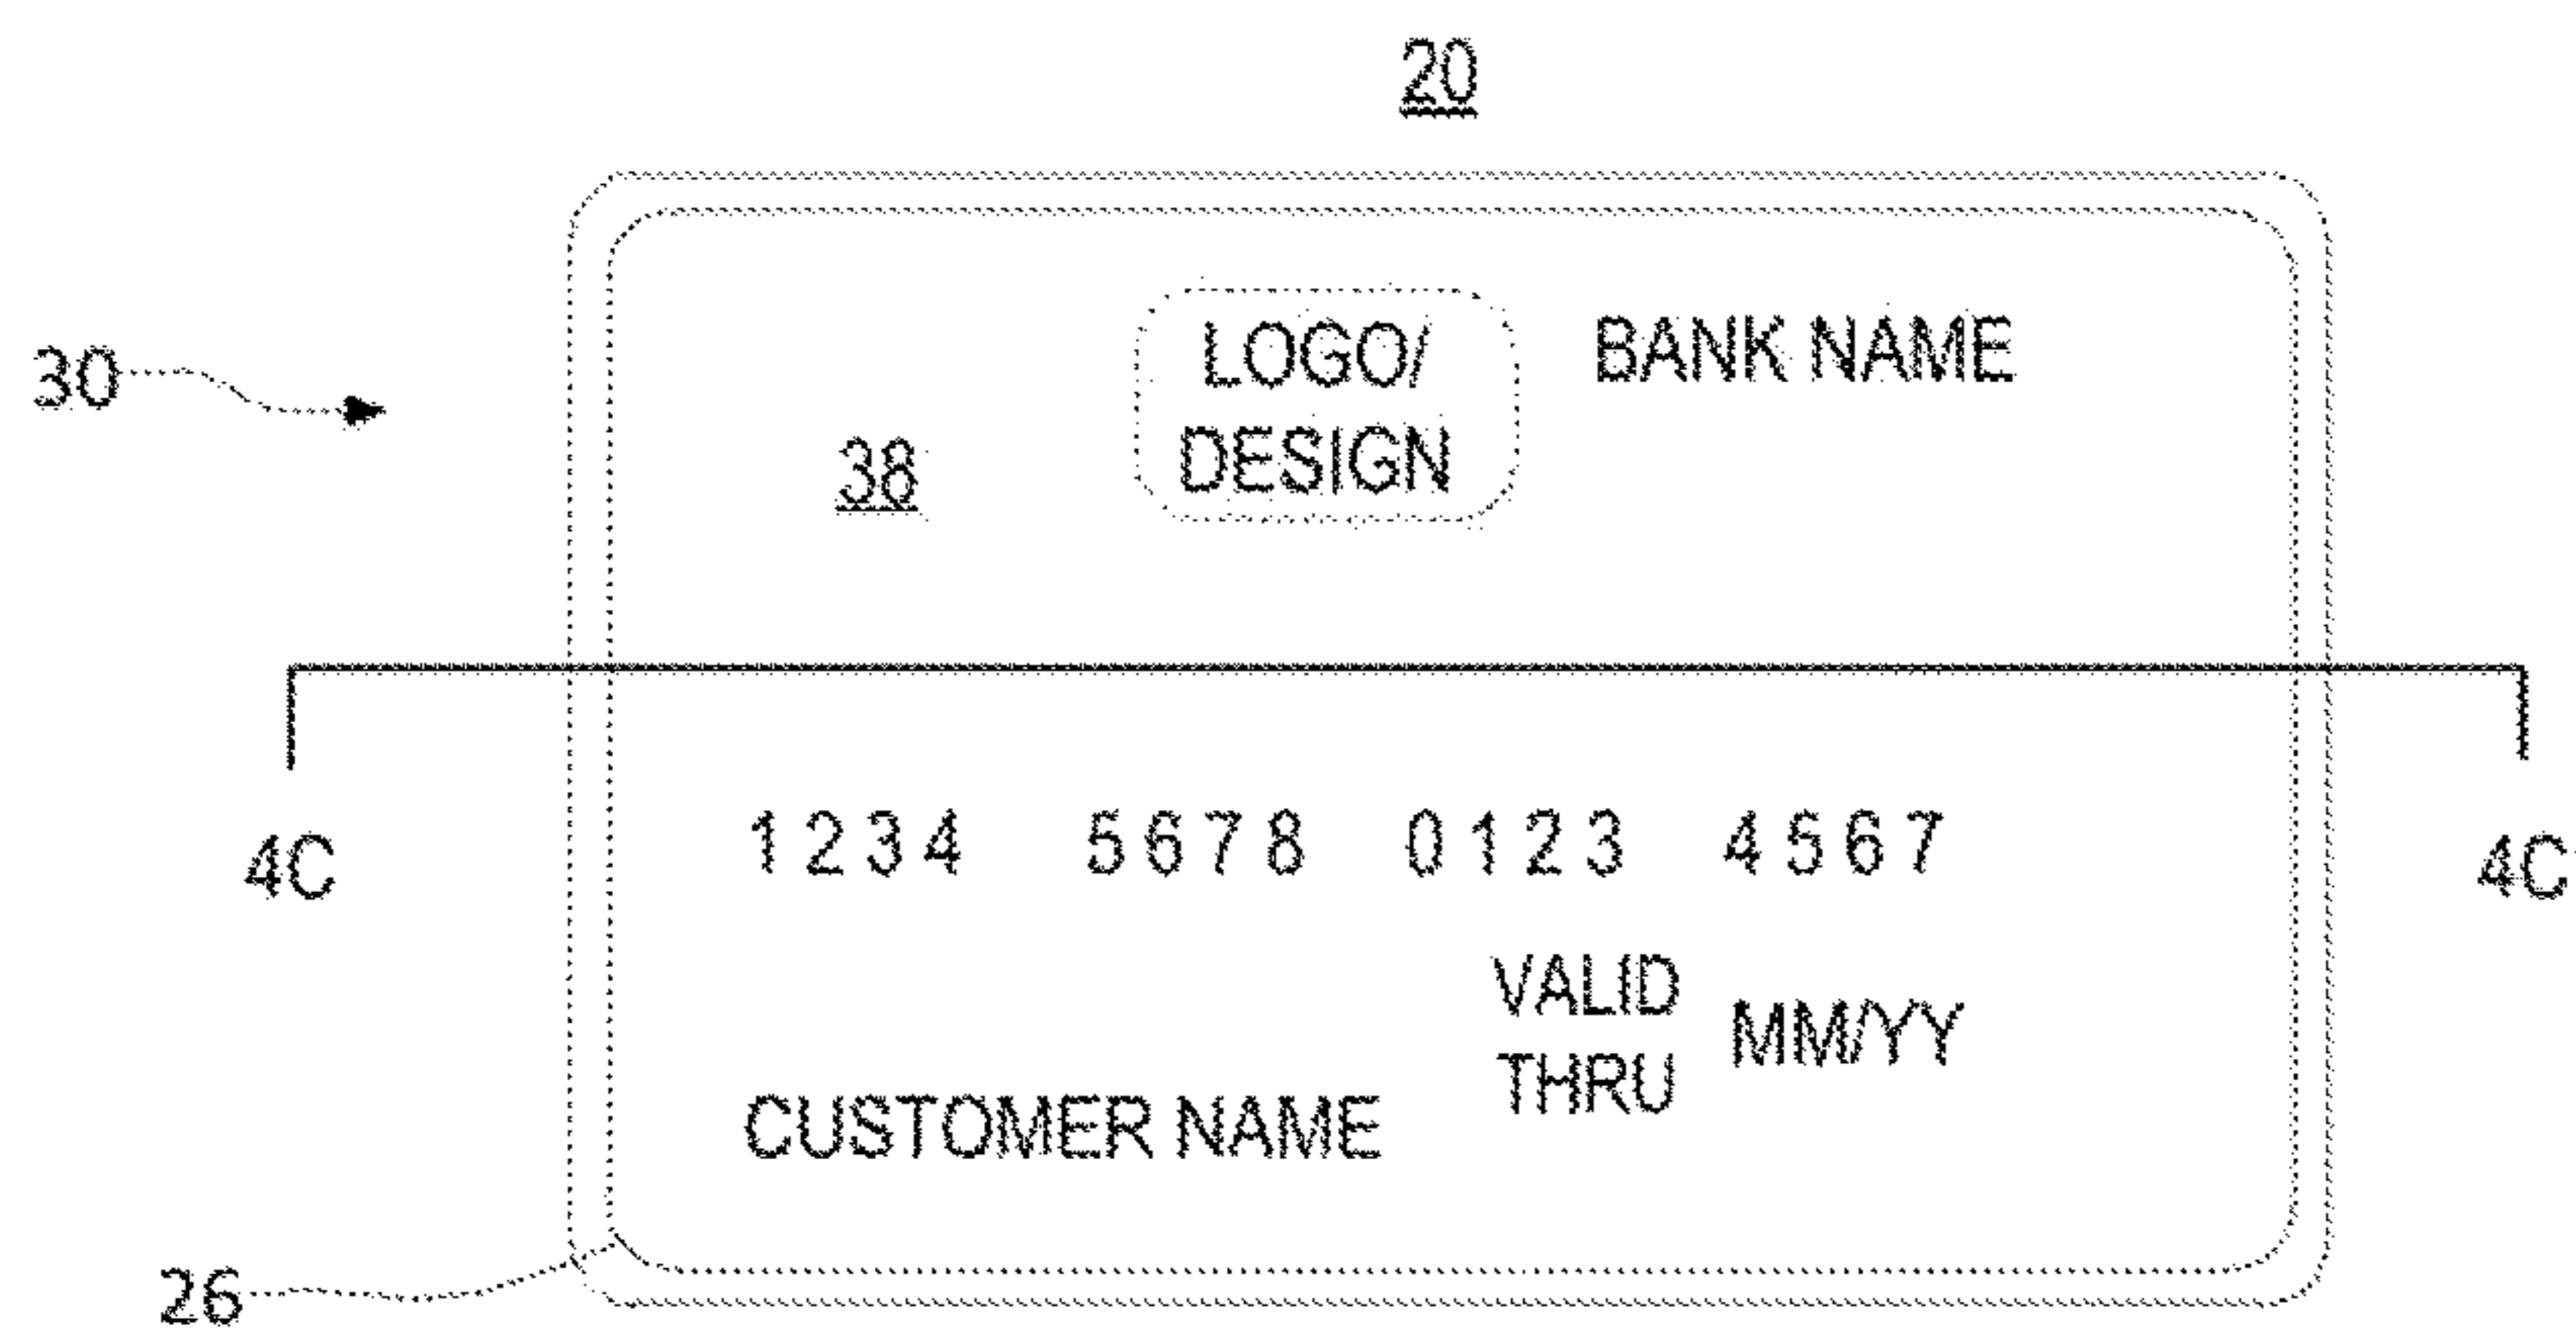 20
30
LOGO/
DESIGN
BANK NAME
38
4C
4C
1234 5678 0123 4567
VALID
THRU
MM/YY
CUSTOMER NAME
26